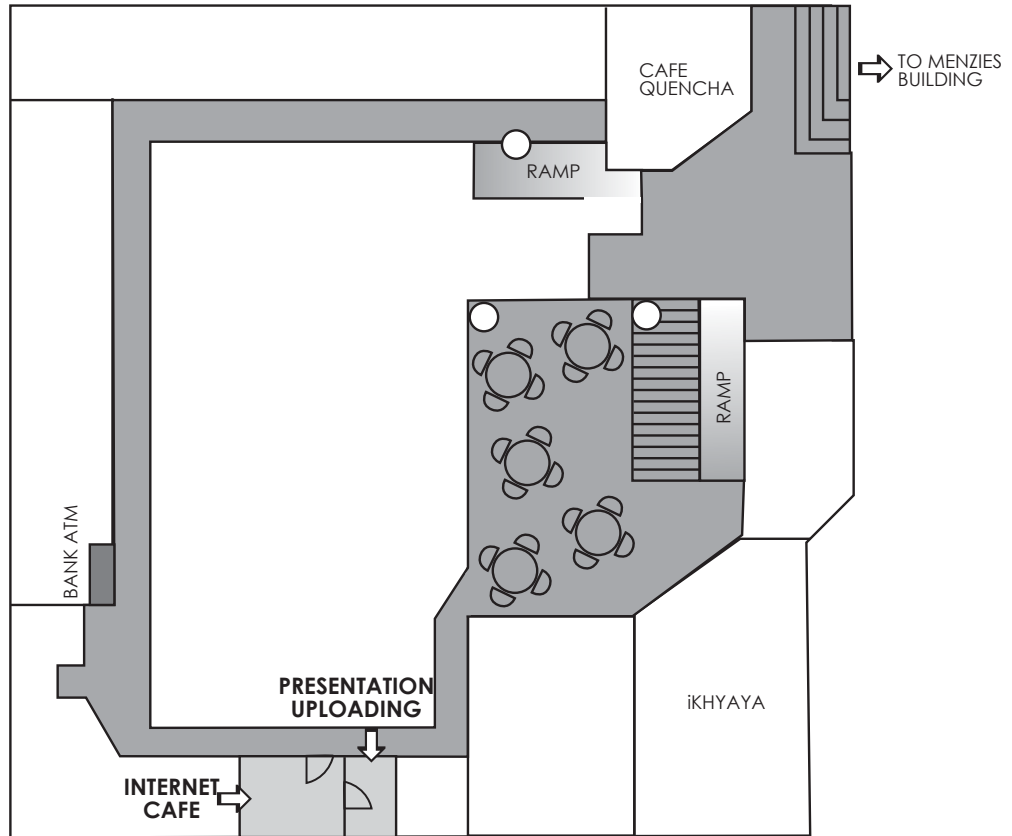 CAFE
QUENCHA
TO MENZIES
BUILDING
RAMP
RAMP
BANK ATM
PRESENTATION
UPLOADING
iKHYAYA
INTERNET
CAFE